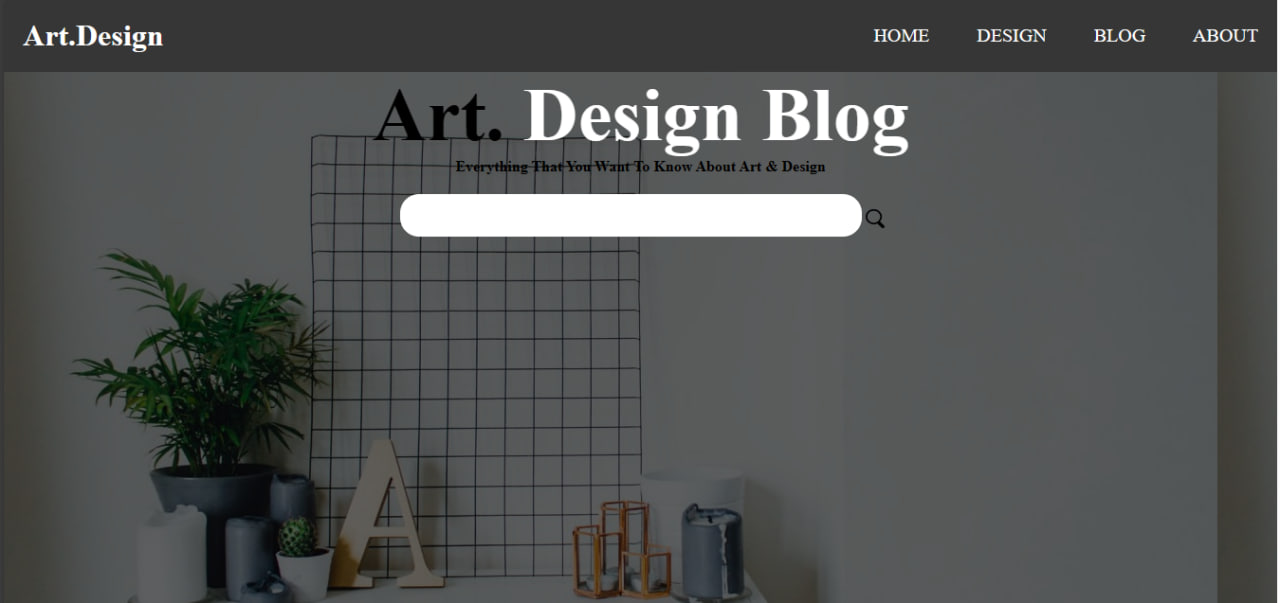 Art.Design
HOME DESIGN BLOG ABOUT
Art. Design Blog
Everything That You Want To Know About Art & Design
A